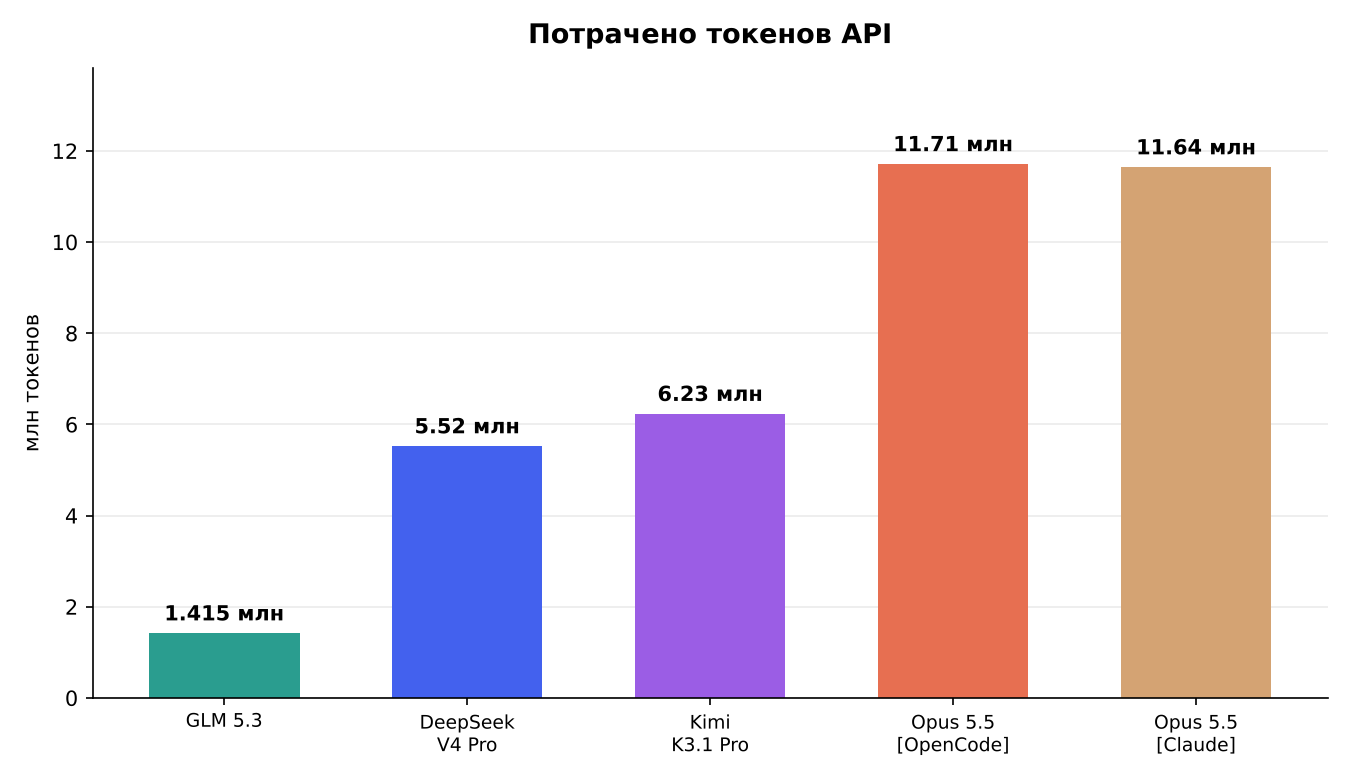 Потрачено токенов API
млн токенов
12
10
8
6
4
2
0
1.415 млн
5.52 млн
6.23 млн
11.71 млн
11.64 млн
GLM 5.3
DeepSeek
V4 Pro
Kimi
K3.1 Pro
Opus 5.5
[OpenCode]
Opus 5.5
[Claude]